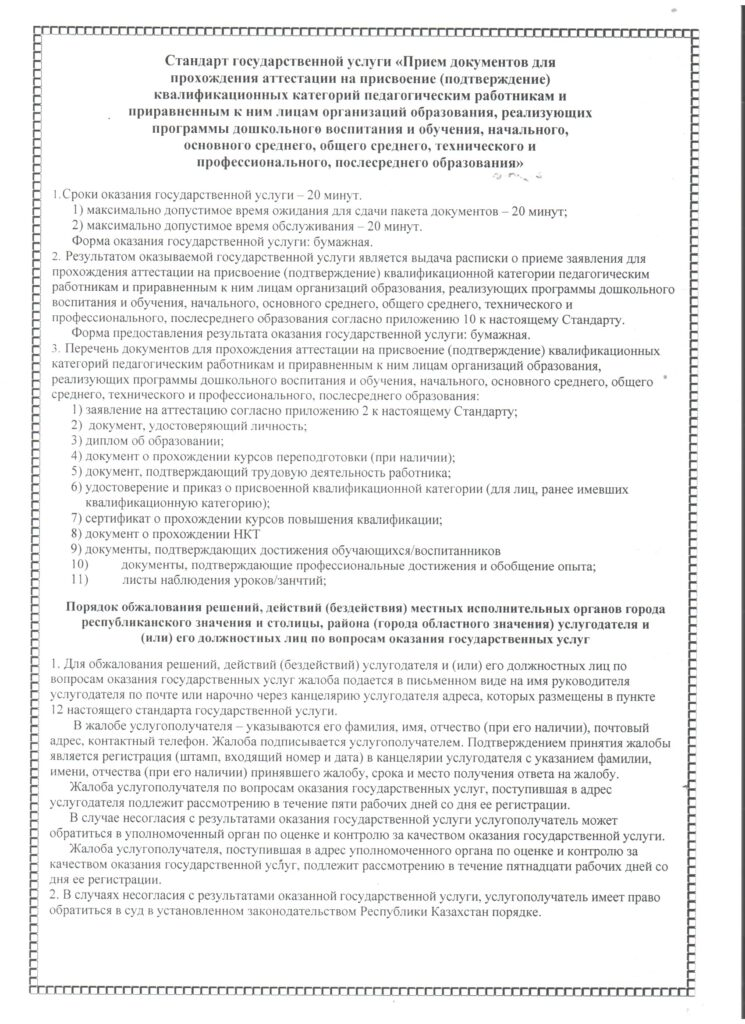 Стандарт государственной услуги «Прием документов для
прохождения аттестации на присвоение (подтверждение)
квалификационных категорий педагогическим работникам и
приравненным к ним лицам организаций образования, реализующих
программы дошкольного воспитания и обучения, начального,
основного среднего, общего среднего, технического и
профессионального, послесреднего образования»
1.Сроки оказания государственной услуги – 20 минут.
1) максимально допустимое время ожидания для сдачи пакета документов – 20 минут;
2) максимально допустимое время обслуживания – 20 минут.
Форма оказания государственной услуги: бумажная.
2. Результатом оказываемой государственной услуги является выдача расписки о приеме заявления для
прохождения аттестации на присвоение (подтверждение) квалификационной категории педагогическим
работникам и приравненным к ним лицам организаций образования, реализующих программы дошкольного
воспитания и обучения, начального, основного среднего, общего среднего, технического и
профессионального, послесреднего образования согласно приложению 10 к настоящему Стандарту.
Форма предоставления результата оказания государственной услуги: бумажная.
3. Перечень документов для прохождения аттестации на присвоение (подтверждение) квалификационных
категорий педагогическим работникам и приравненным к ним лицам организаций образования,
реализующих программы дошкольного воспитания и обучения, начального, основного среднего, общего
среднего, технического и профессионального, послесреднего образования:
1) заявление на аттестацию согласно приложению 2 к настоящему Стандарту;
2) документ, удостоверяющий личность;
3) диплом об образовании;
4) документ о прохождении курсов переподготовки (при наличии);
5) документ, подтверждающий трудовую деятельность работника;
6) удостоверение и приказ о присвоенной квалификационной категории (для лиц, ранее имевших
квалификационную категорию);
7) сертификат о прохождении курсов повышения квалификации;
8) документ о прохождении НКТ
9) документы, подтверждающих достижения обучающихся/воспитанников
10) документы, подтверждающие профессиональные достижения и обобщение опыта;
11) листы наблюдения уроков/занчтий;
Порядок обжалования решений, действий (бездействия) местных исполнительных органов города
республиканского значения и столицы, района (города областного значения) услугодателя и
(или) его должностных лиц по вопросам оказания государственных услуг
1. Для обжалования решений, действий (бездействий) услугодателя и (или) его должностных лиц по
вопросам оказания государственных услуг жалоба подается в письменном виде на имя руководителя
услугодателя по почте или нарочно через канцелярию услугодателя адреса, которых размещены в пункте
12 настоящего стандарта государственной услуги.
В жалобе услугополучателя – указываются его фамилия, имя, отчество (при его наличии), почтовый
адрес, контактный телефон. Жалоба подписывается услугополучателем. Подтверждением принятия жалобы
является регистрация (штамп, входящий номер и дата) в канцелярии услугодателя с указанием фамилии,
имени, отчества (при его наличии) принявшего жалобу, срока и место получения ответа на жалобу.
Жалоба услугополучателя по вопросам оказания государственных услуг, поступившая в адрес
услугодателя подлежит рассмотрению в течение пяти рабочих дней со дня ее регистрации.
В случае несогласия с результатами оказания государственной услуги услугополучатель может
обратиться в уполномоченный орган по оценке и контролю за качеством оказания государственной услуги.
Жалоба услугополучателя, поступившая в адрес уполномоченного органа по оценке и контролю за
качеством оказания государственной услуг, подлежит рассмотрению в течение пятнадцати рабочих дней со
дня ее регистрации.
2. В случаях несогласия с результатами оказанной государственной услуги, услугополучатель имеет право
обратиться в суд в установленном законодательством Республики Казахстан порядке.